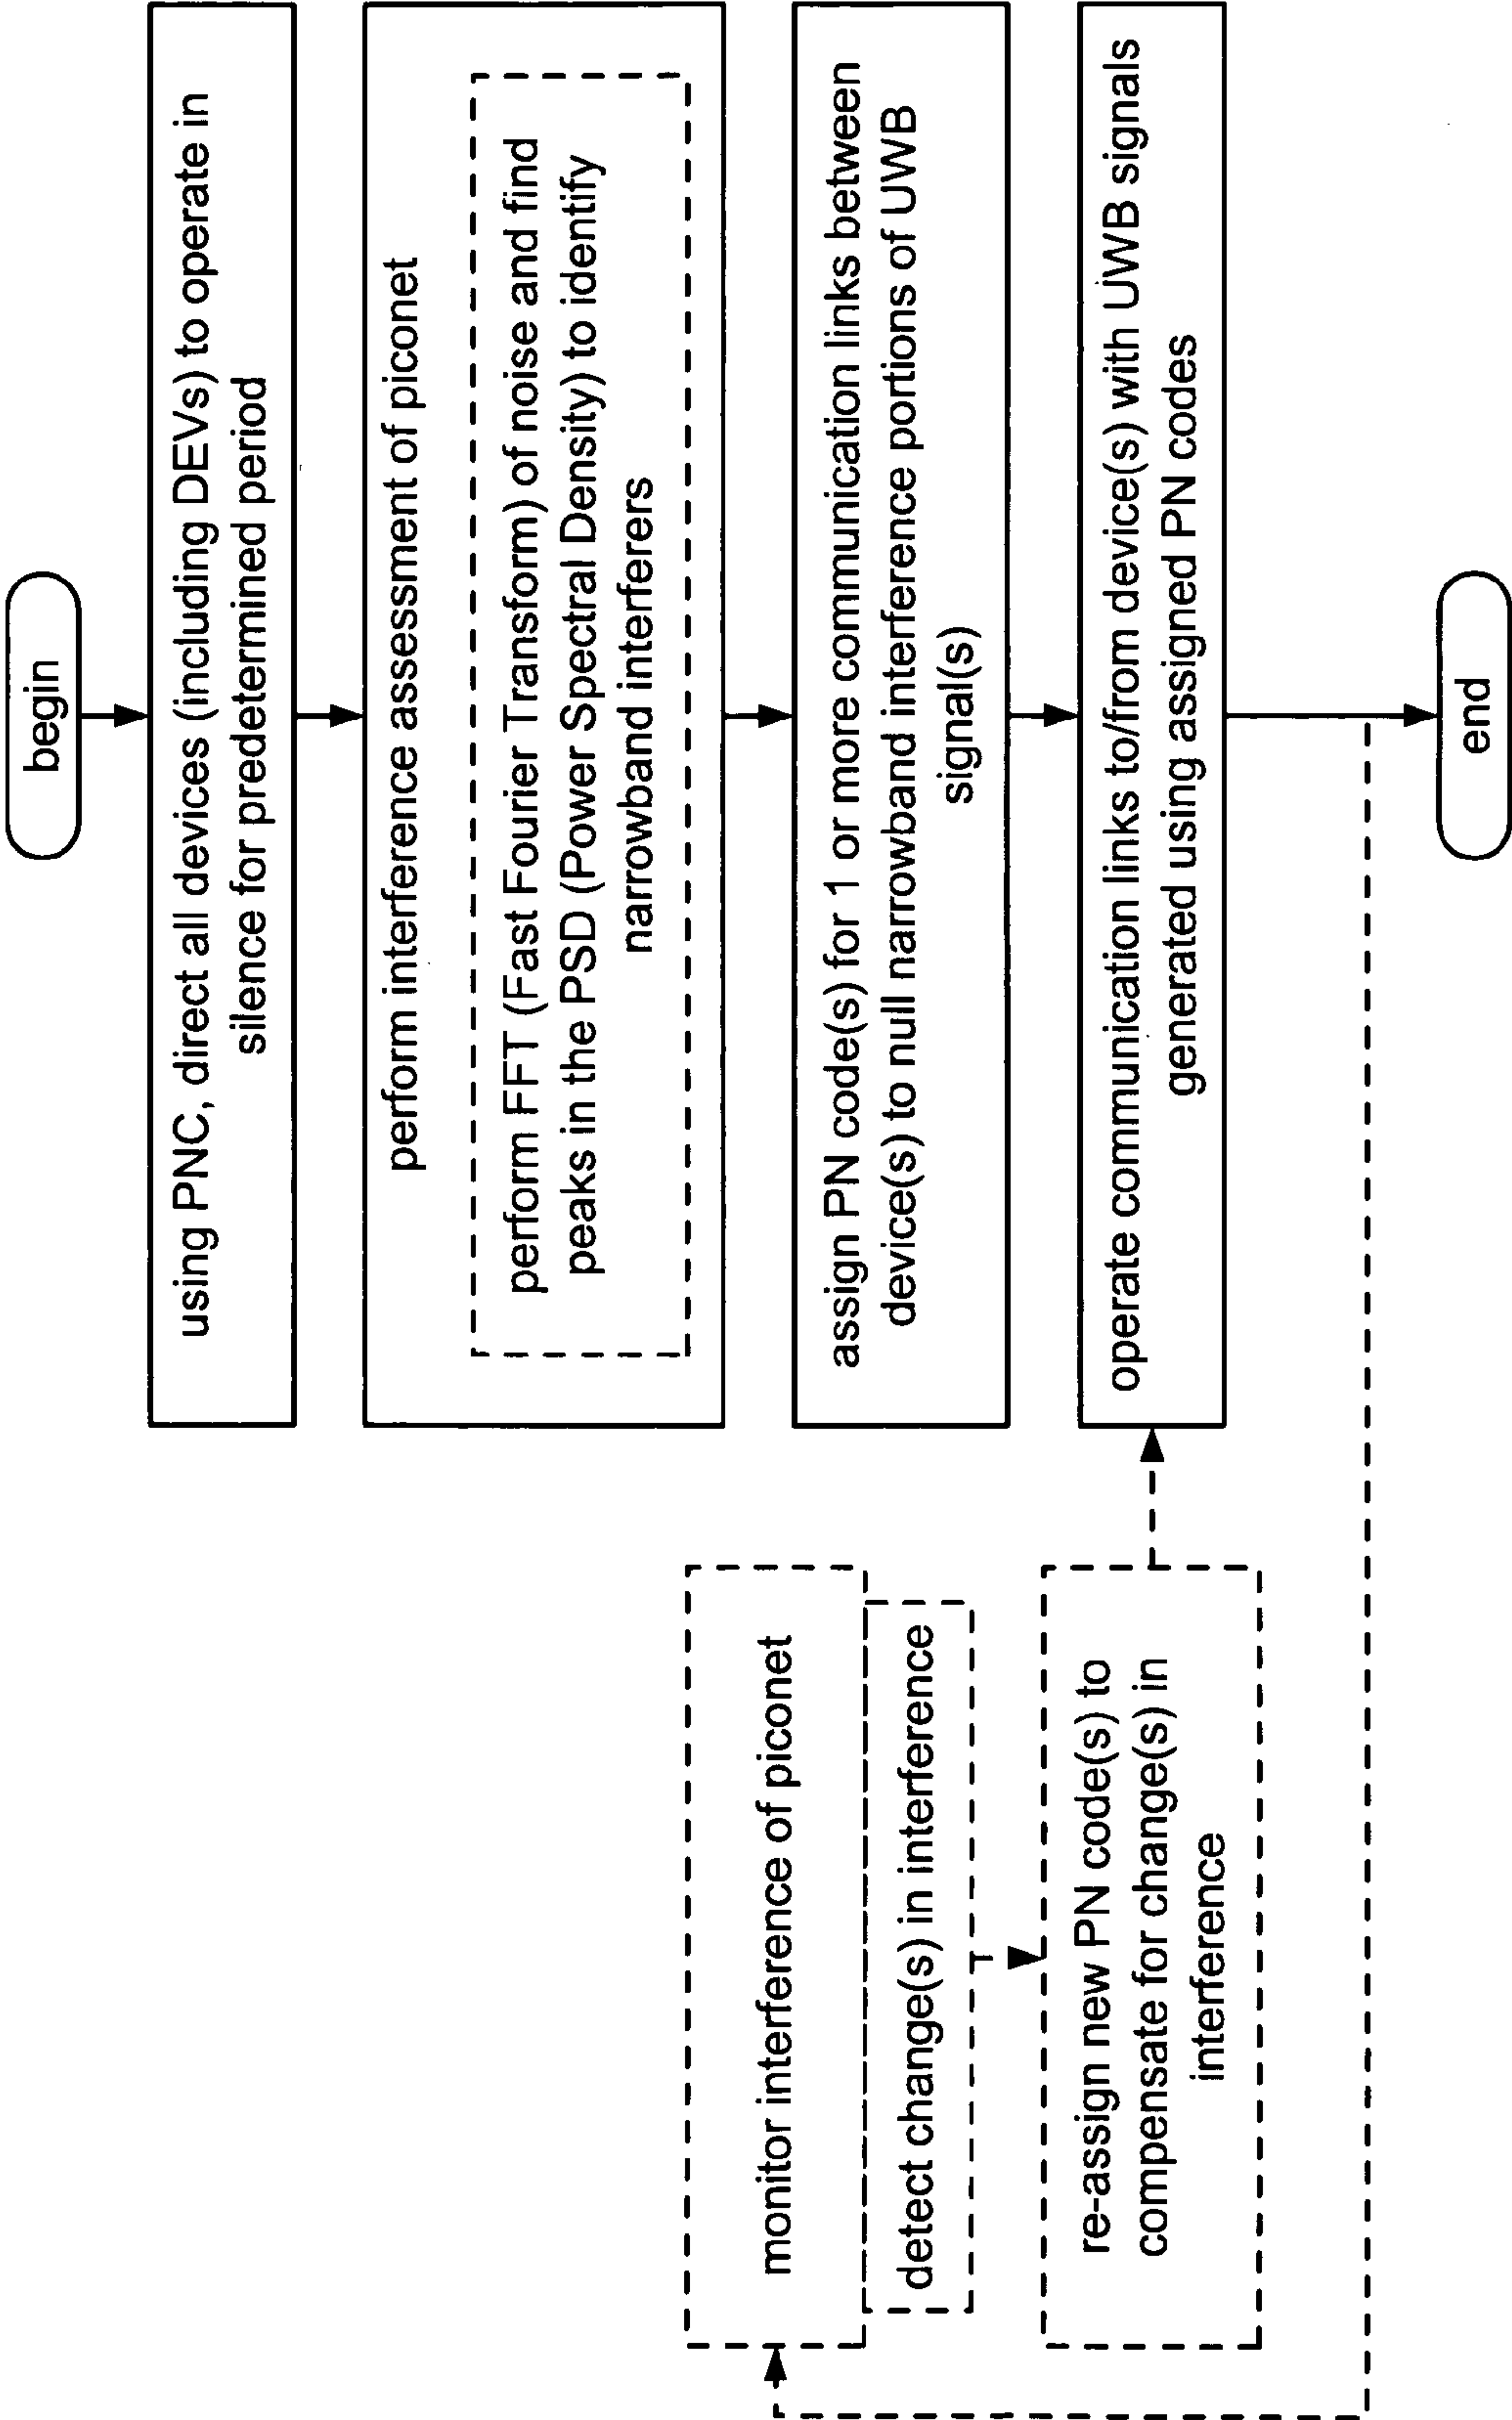 begin
using PNC, direct all devices (including DEVs) to operate in
silence for predetermined period
perform interference assessment of piconet
perform FFT (Fast Fourier Transform) of noise and find
peaks in the PSD (Power Spectral Density) to identify
narrowband interferers
assign PN code(s) for 1 or more communication links between
device(s) to null narrowband interference portions of UWB
signal(s)
operate communication links to/from device(s) with UWB signals
generated using assigned PN codes
end
monitor interference of piconet
detect change(s) in interference
re-assign new PN code(s) to
compensate for change(s) in
interference